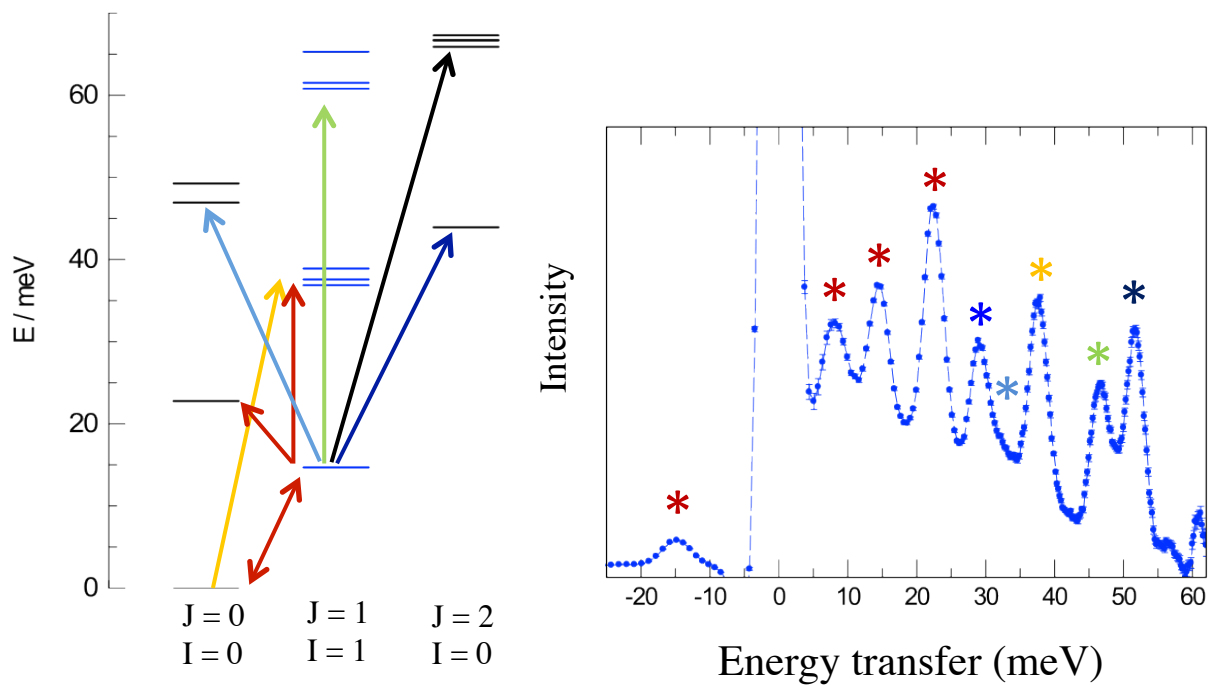 E / meV
60
40
20
0
J = 0
I = 0
J = 1
I = 1
J = 2
I = 0
Intensity
*
*
*
*
*
*
*
*
*
-20 -10 0 10 20 30 40 50 60
Energy transfer (meV)